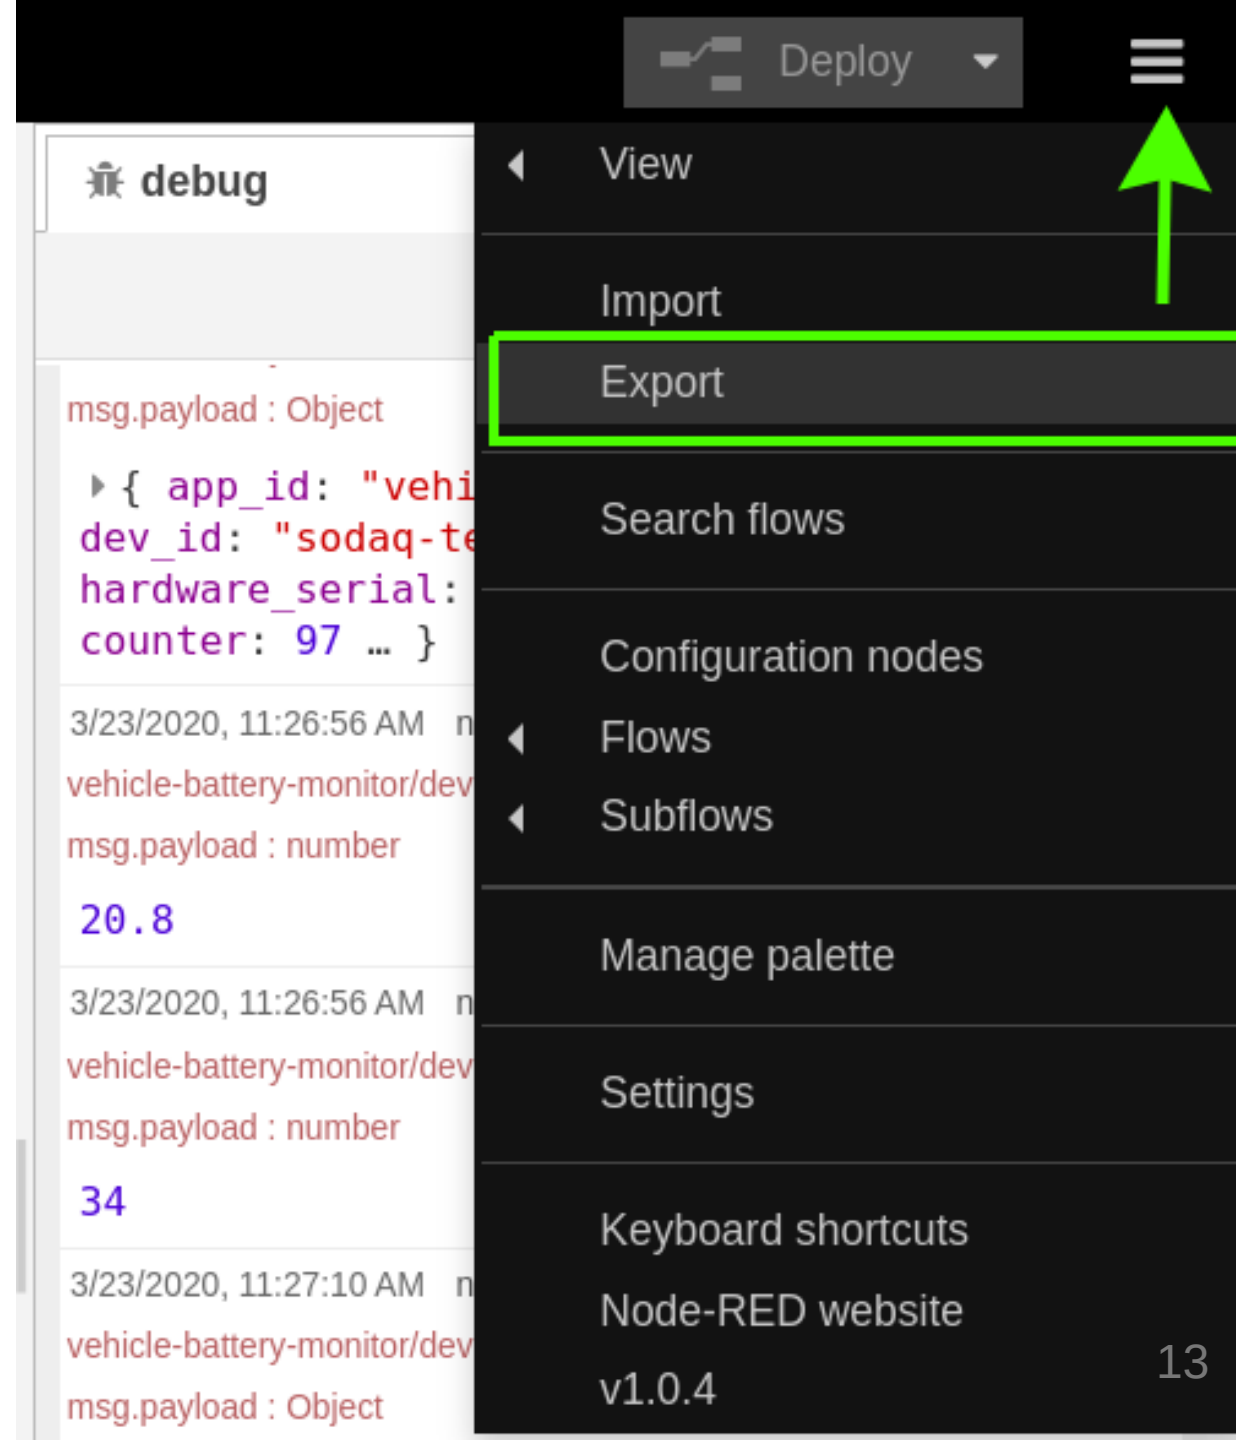 Deploy
debug
msg.payload : Object
{ app_id: "vehi
dev_id: "sodaq-te
hardware_serial:
counter: 97 … }
3/23/2020, 11:26:56 AM n
vehicle-battery-monitor/dev
msg.payload : number
20.8
3/23/2020, 11:26:56 AM n
vehicle-battery-monitor/dev
msg.payload : number
34
3/23/2020, 11:27:10 AM n
vehicle-battery-monitor/dev
msg.payload : Object
View
Import
Export
Search flows
Configuration nodes
Flows
Subflows
Manage palette
Settings
Keyboard shortcuts
Node-RED website
v1.0.4
13